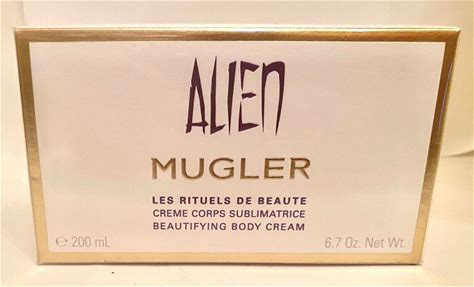 ALIEN
MUGLER
LES RITUELS DE BEAUTE
CREME CORPS SUBLIMATRICE
BEAUTIFYING BODY CREAM
℮ 200 mL 6.7 Oz. Net Wt.